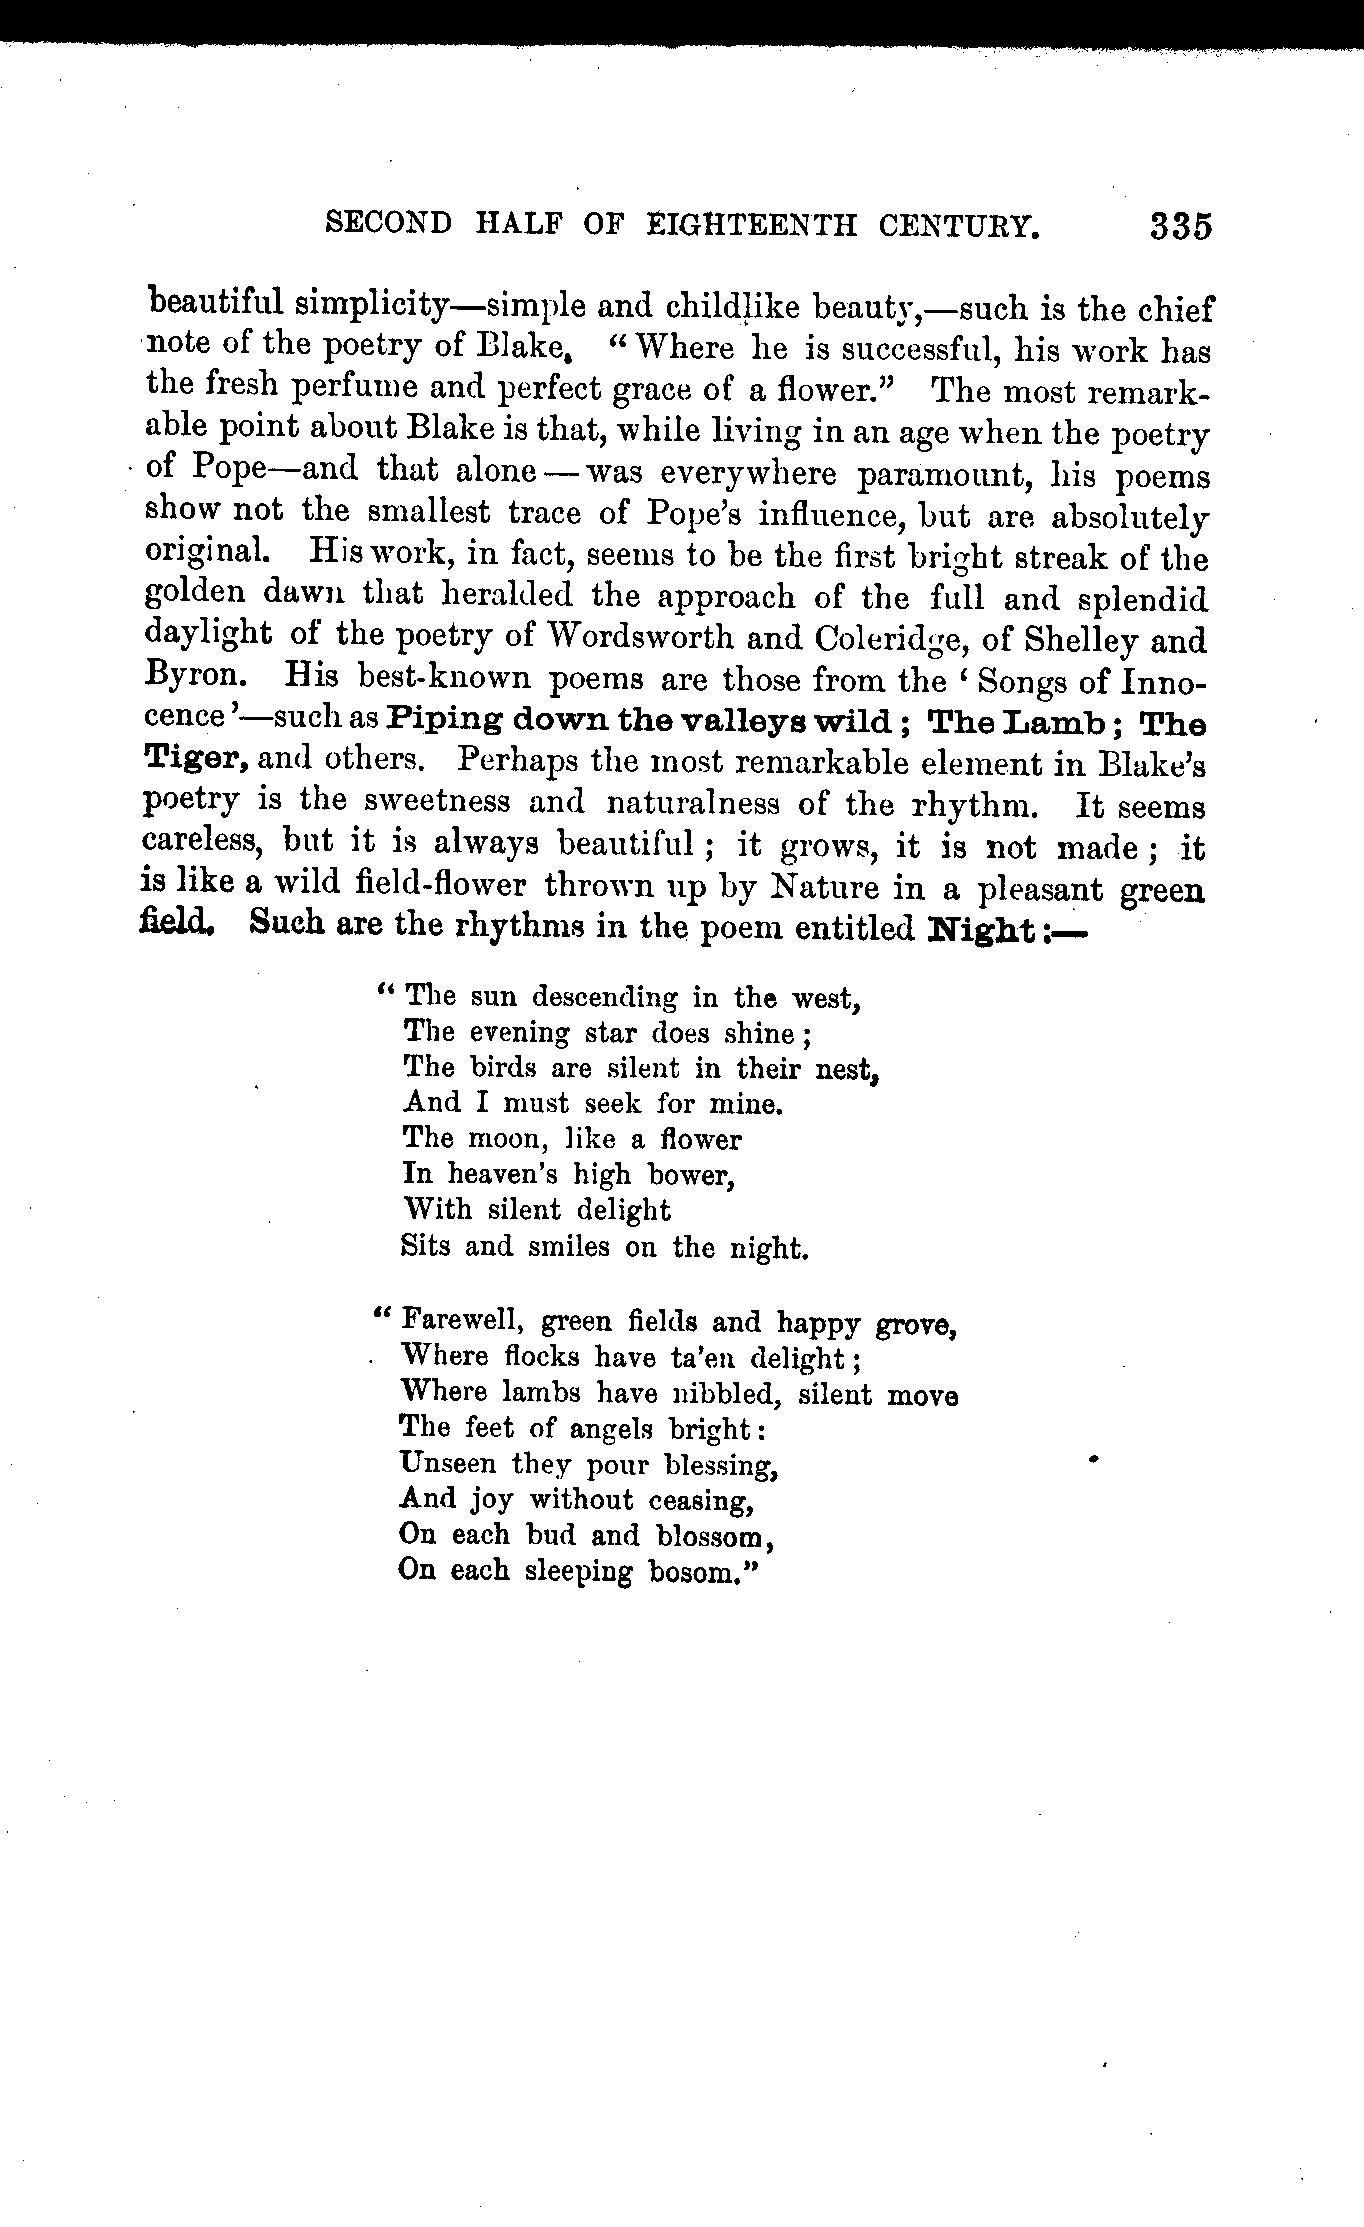 SECOND HALF OF EIGHTEENTH CENTURY. 335
beautiful simplicity—simple and childlike beauty,—such is the chief
note of the poetry of Blake. “Where he is successful, his work has
the fresh perfume and perfect grace of a flower.” The most remark-
able point about Blake is that, while living in an age when the poetry
of Pope—and that alone—was everywhere paramount, his poems
show not the smallest trace of Pope's influence, but are absolutely
original. His work, in fact, seems to be the first bright streak of the
golden dawn that heralded the approach of the full and splendid
daylight of the poetry of Wordsworth and Coleridge, of Shelley and
Byron. His best-known poems are those from the ‘Songs of Inno-
cence’—such as Piping down the valleys wild; The Lamb; The
Tiger, and others. Perhaps the most remarkable element in Blake's
poetry is the sweetness and naturalness of the rhythm. It seems
careless, but it is always beautiful; it grows, it is not made; it
is like a wild field-flower thrown up by Nature in a pleasant green
field. Such are the rhythms in the poem entitled Night:—
“The sun descending in the west,
The evening star does shine;
The birds are silent in their nest,
And I must seek for mine.
The moon, like a flower
In heaven's high bower,
With silent delight
Sits and smiles on the night.
“Farewell, green fields and happy grove,
Where flocks have ta'en delight;
Where lambs have nibbled, silent move
The feet of angels bright:
Unseen they pour blessing,
And joy without ceasing,
On each bud and blossom,
On each sleeping bosom.”